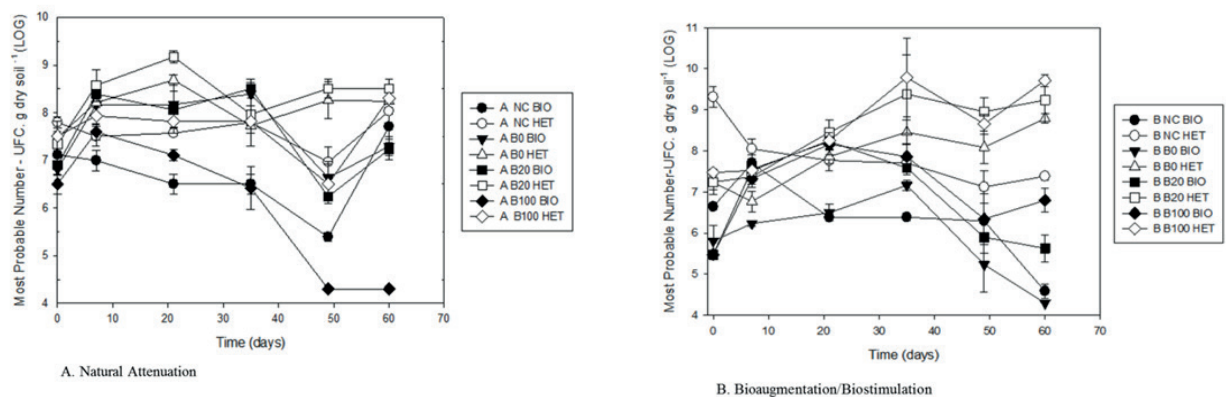 Most Probable Number - UFC. g dry soil⁻¹ (LOG)
10
9
8
7
6
5
4
0 10 20 30 40 50 60 70
Time (days)
A NC BIO
A NC HET
A B0 BIO
A B0 HET
A B20 BIO
A B20 HET
A B100 BIO
A B100 HET
A. Natural Attenuation
Most Probable Number-UFC. g dry soil⁻¹ (LOG)
11
10
9
8
7
6
5
4
0 10 20 30 40 50 60 70
Time (days)
B NC BIO
B NC HET
B B0 BIO
B B0 HET
B B20 BIO
B B20 HET
B B100 BIO
B B100 HET
B. Bioaugmentation/Biostimulation